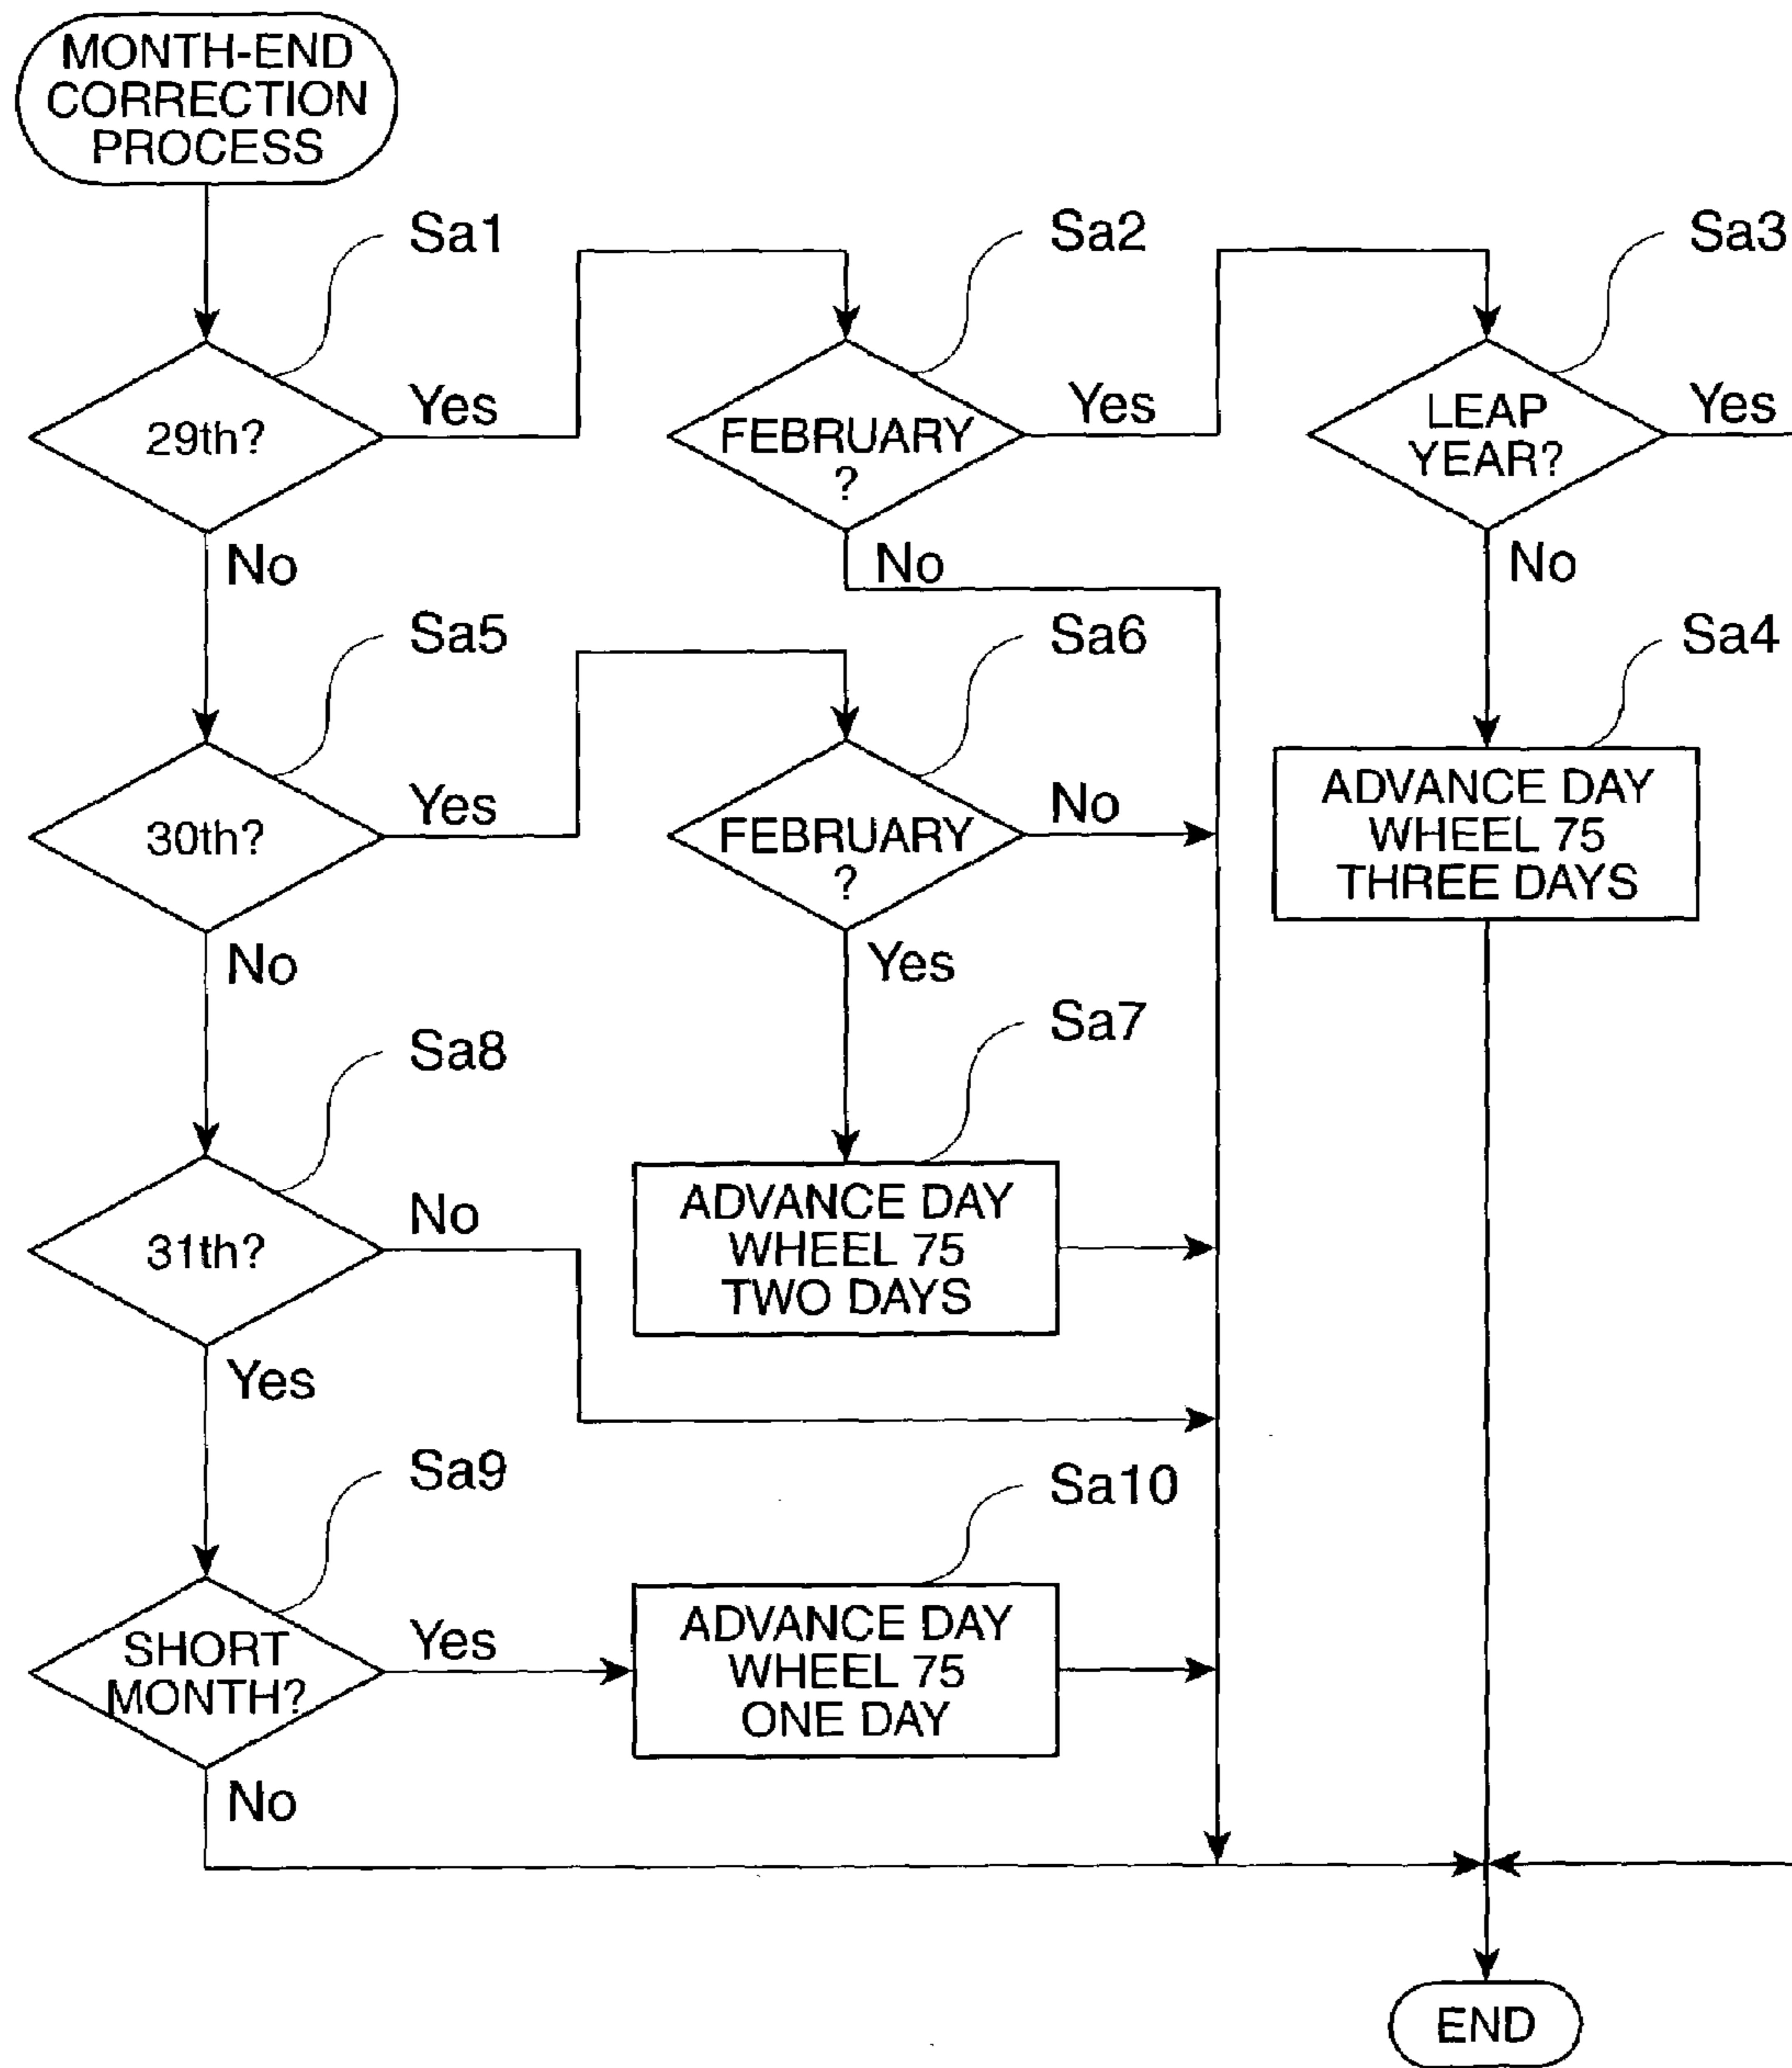 MONTH-END
CORRECTION
PROCESS
Sa1
Sa2
Sa3
29th?
Yes
FEBRUARY
?
Yes
LEAP
YEAR?
Yes
No
No
No
Sa5
Sa6
Sa4
30th?
Yes
FEBRUARY
?
No
ADVANCE DAY
WHEEL 75
THREE DAYS
No
Yes
Sa8
Sa7
31th?
No
ADVANCE DAY
WHEEL 75
TWO DAYS
Yes
Sa9
Sa10
SHORT
MONTH?
Yes
ADVANCE DAY
WHEEL 75
ONE DAY
No
END